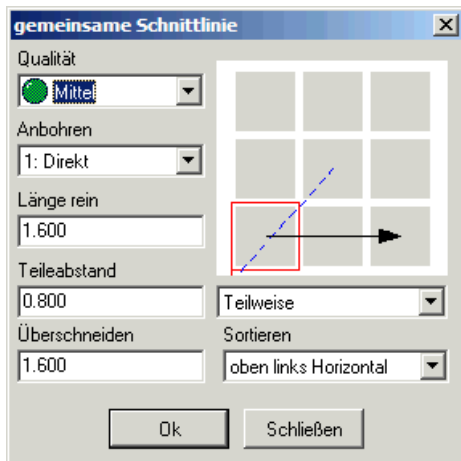 gemeinsame Schnittlinie
Qualität
Mittel
Anbohren
1: Direkt
Länge rein
1.600
Teileabstand
0.800
Teilweise
Überschneiden
Sortieren
1.600
oben links Horizontal
Ok
Schließen